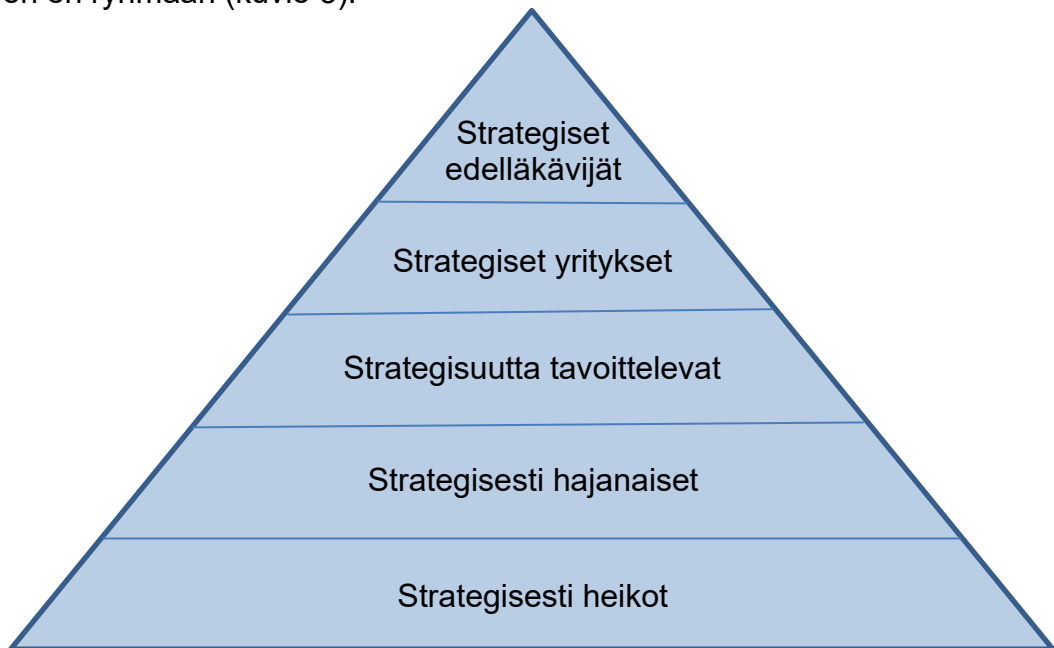 Strategiset
edelläkävijät
Strategiset yritykset
Strategisuutta tavoittelevat
Strategisesti hajanaiset
Strategisesti heikot